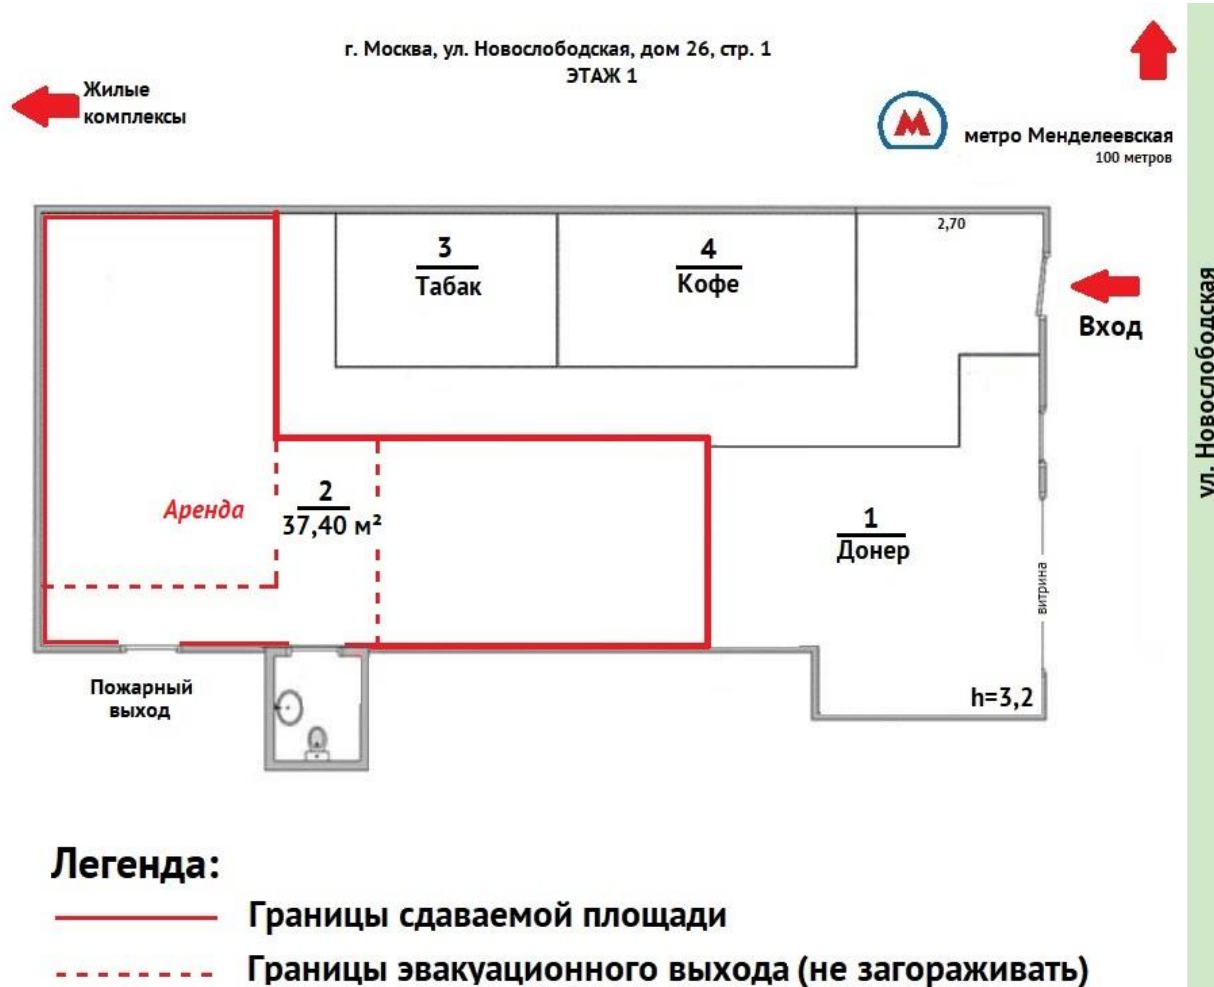 г. Москва, ул. Новослободская, дом 26, стр. 1
ЭТАЖ 1
Жилые
комплексы
М
метро Менделеевская
100 метров
3
Табак
4
Кофе
2,70
Вход
ул. Новослободская
Аренда
2
37,40 м²
1
Донер
витрина
h=3,2
Пожарный
выход
Легенда:
Границы сдаваемой площади
Границы эвакуационного выхода (не загораживать)